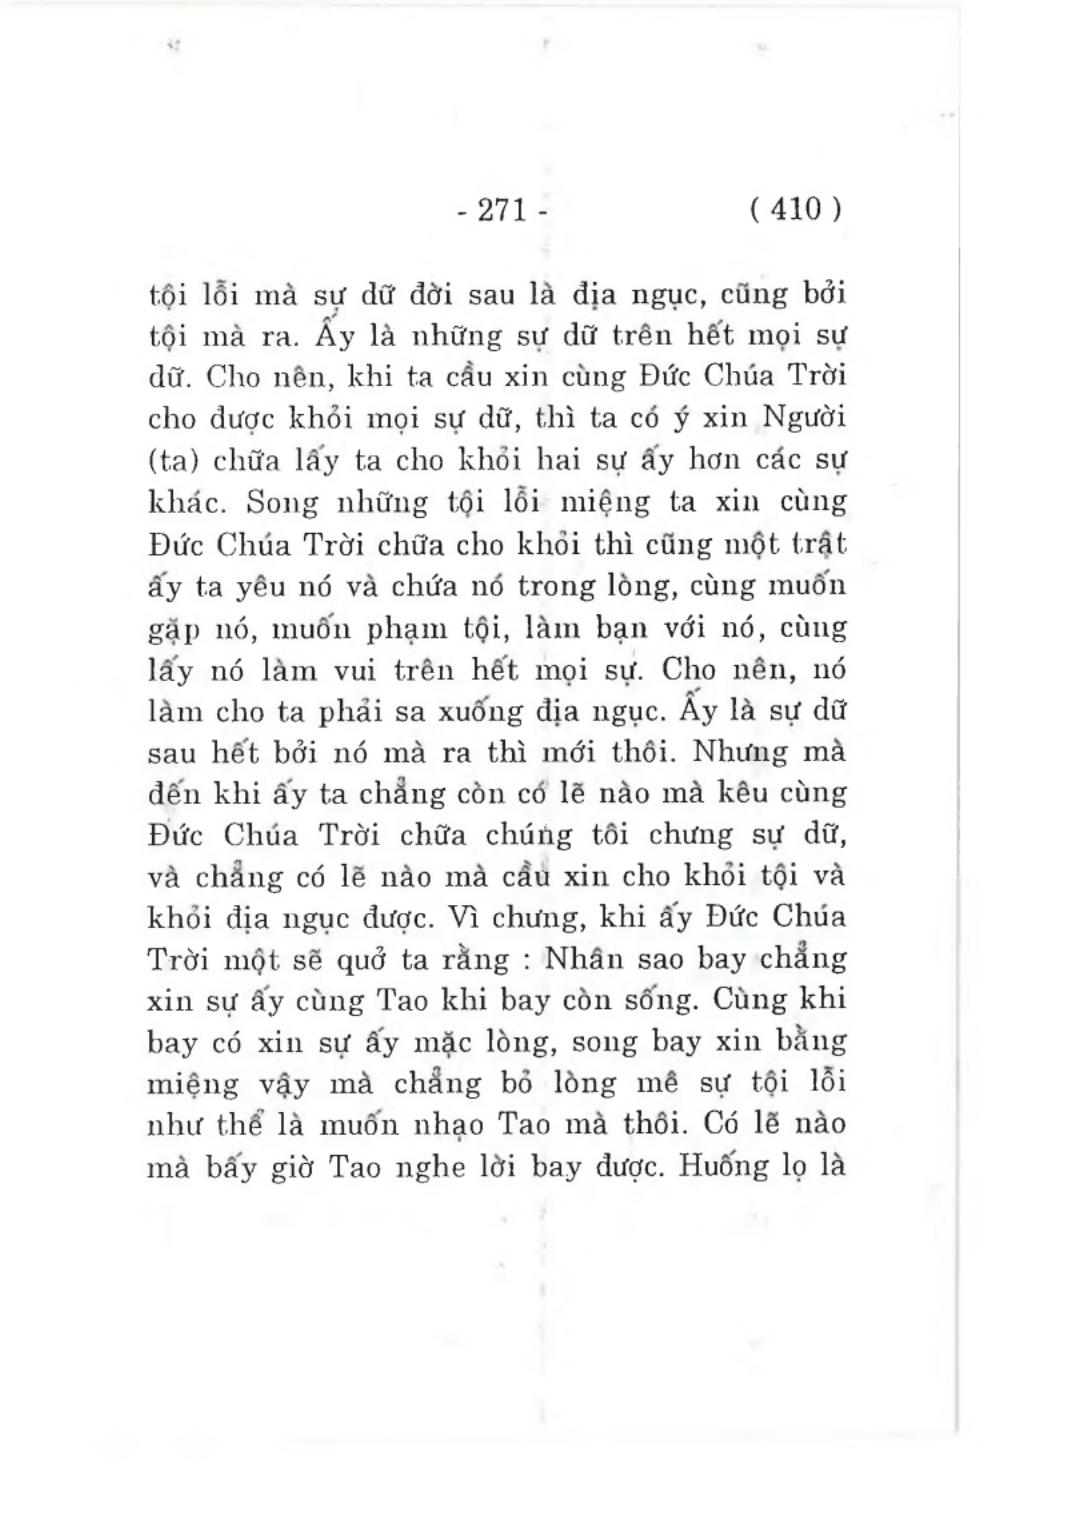 - 271 - ( 410 )
tội lỗi mà sự dữ đời sau là địa ngục, cũng bởi
tội mà ra. Ấy là những sự dữ trên hết mọi sự
dữ. Cho nên, khi ta cầu xin cùng Đức Chúa Trời
cho được khỏi mọi sự dữ, thì ta có ý xin Người
(ta) chữa lấy ta cho khỏi hai sự ấy hơn các sự
khác. Song những tội lỗi miệng ta xin cùng
Đức Chúa Trời chữa cho khỏi thì cũng một trật
ấy ta yêu nó và chứa nó trong lòng, cùng muốn
gặp nó, muốn phạm tội, làm bạn với nó, cùng
lấy nó làm vui trên hết mọi sự. Cho nên, nó
làm cho ta phải sa xuống địa ngục. Ấy là sự dữ
sau hết bởi nó mà ra thì mới thôi. Nhưng mà
đến khi ấy ta chẳng còn có lẽ nào mà kêu cùng
Đức Chúa Trời chữa chúng tôi chưng sự dữ,
và chẳng có lẽ nào mà cầu xin cho khỏi tội và
khỏi địa ngục được. Vì chưng, khi ấy Đức Chúa
Trời một sẽ quở ta rằng : Nhân sao bay chẳng
xin sự ấy cùng Tao khi bay còn sống. Cùng khi
bay có xin sự ấy mặc lòng, song bay xin bằng
miệng vậy mà chẳng bỏ lòng mê sự tội lỗi
như thể là muốn nhạo Tao mà thôi. Có lẽ nào
mà bấy giờ Tao nghe lời bay được. Huống lọ là